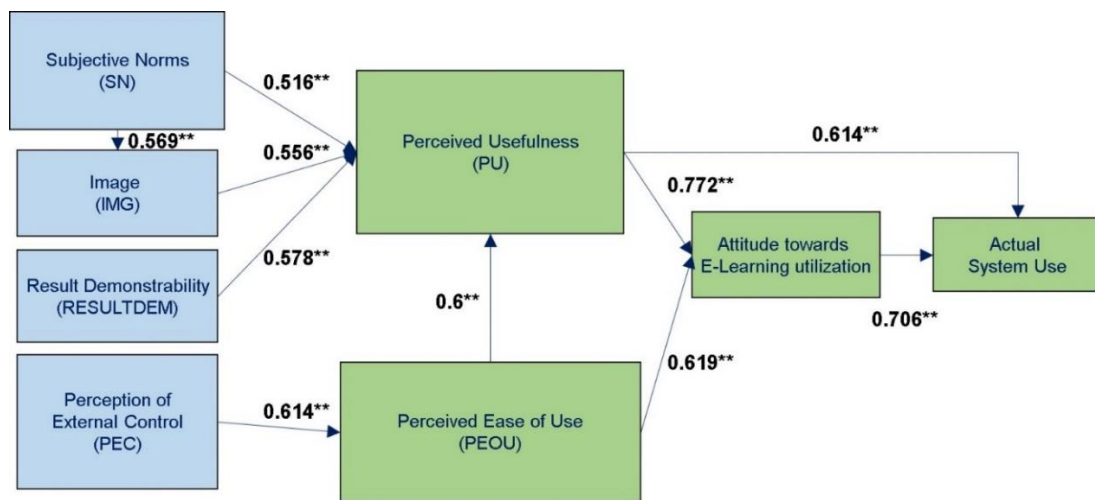 Subjective Norms
(SN)
0.516**
0.569**
Image
(IMG)
0.556**
Result Demonstrability
(RESULTDEM)
0.578**
Perception of
External Control
(PEC)
0.614**
Perceived Usefulness
(PU)
0.6**
Perceived Ease of Use
(PEOU)
0.614**
0.772**
0.619**
Attitude towards
E-Learning utilization
0.706**
Actual
System Use